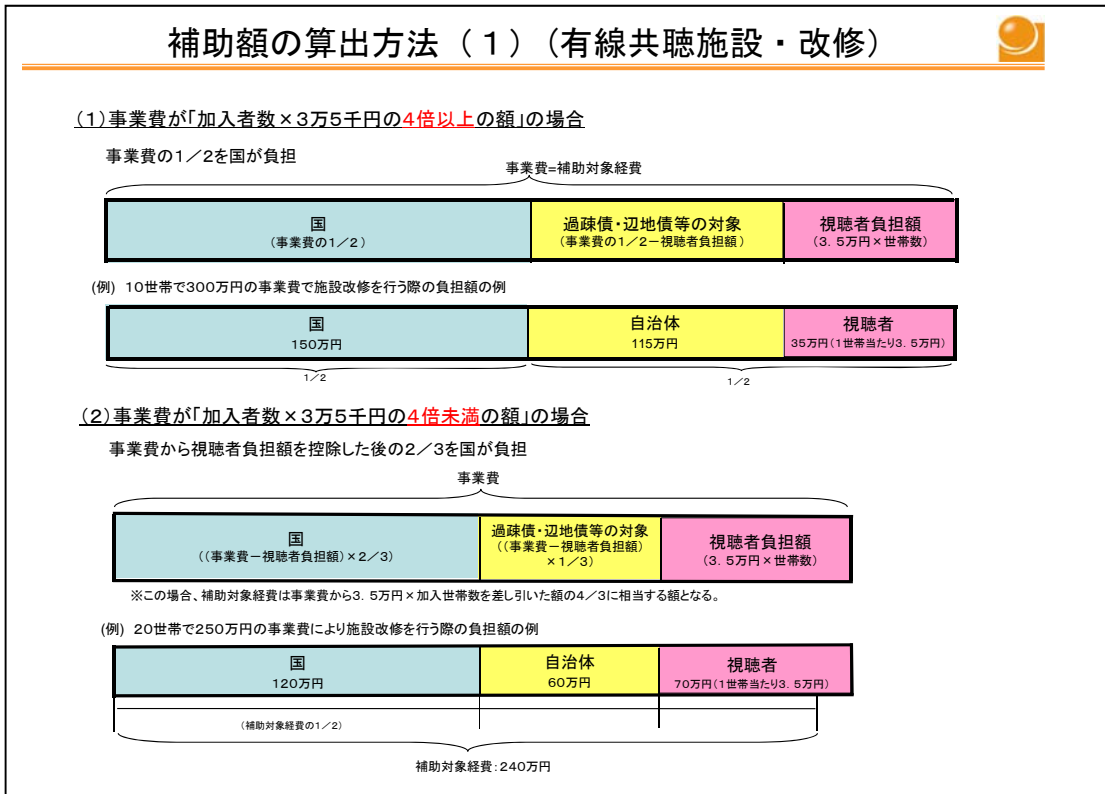 補助額の算出方法（１）（有線共聴施設・改修）
(1)事業費が「加入者数×3万5千円の4倍以上の額」の場合
事業費の1／2を国が負担
事業費=補助対象経費
国
(事業費の1／2)
過疎債・辺地債等の対象
(事業費の1／2－視聴者負担額)
視聴者負担額
(3．5万円×世帯数)
(例) 10世帯で300万円の事業費で施設改修を行う際の負担額の例
国
150万円
自治体
115万円
視聴者
35万円(1世帯当たり3．5万円)
1／2
1／2
(2)事業費が「加入者数×3万5千円の4倍未満の額」の場合
事業費から視聴者負担額を控除した後の2／3を国が負担
事業費
国
((事業費－視聴者負担額)×2／3)
過疎債・辺地債等の対象
((事業費－視聴者負担額)
×1／3)
視聴者負担額
(3．5万円×世帯数)
※この場合、補助対象経費は事業費から3．5万円×加入世帯数を差し引いた額の4／3に相当する額となる。
(例) 20世帯で250万円の事業費により施設改修を行う際の負担額の例
国
120万円
自治体
60万円
視聴者
70万円(1世帯当たり3．5万円)
(補助対象経費の1／2)
補助対象経費：240万円